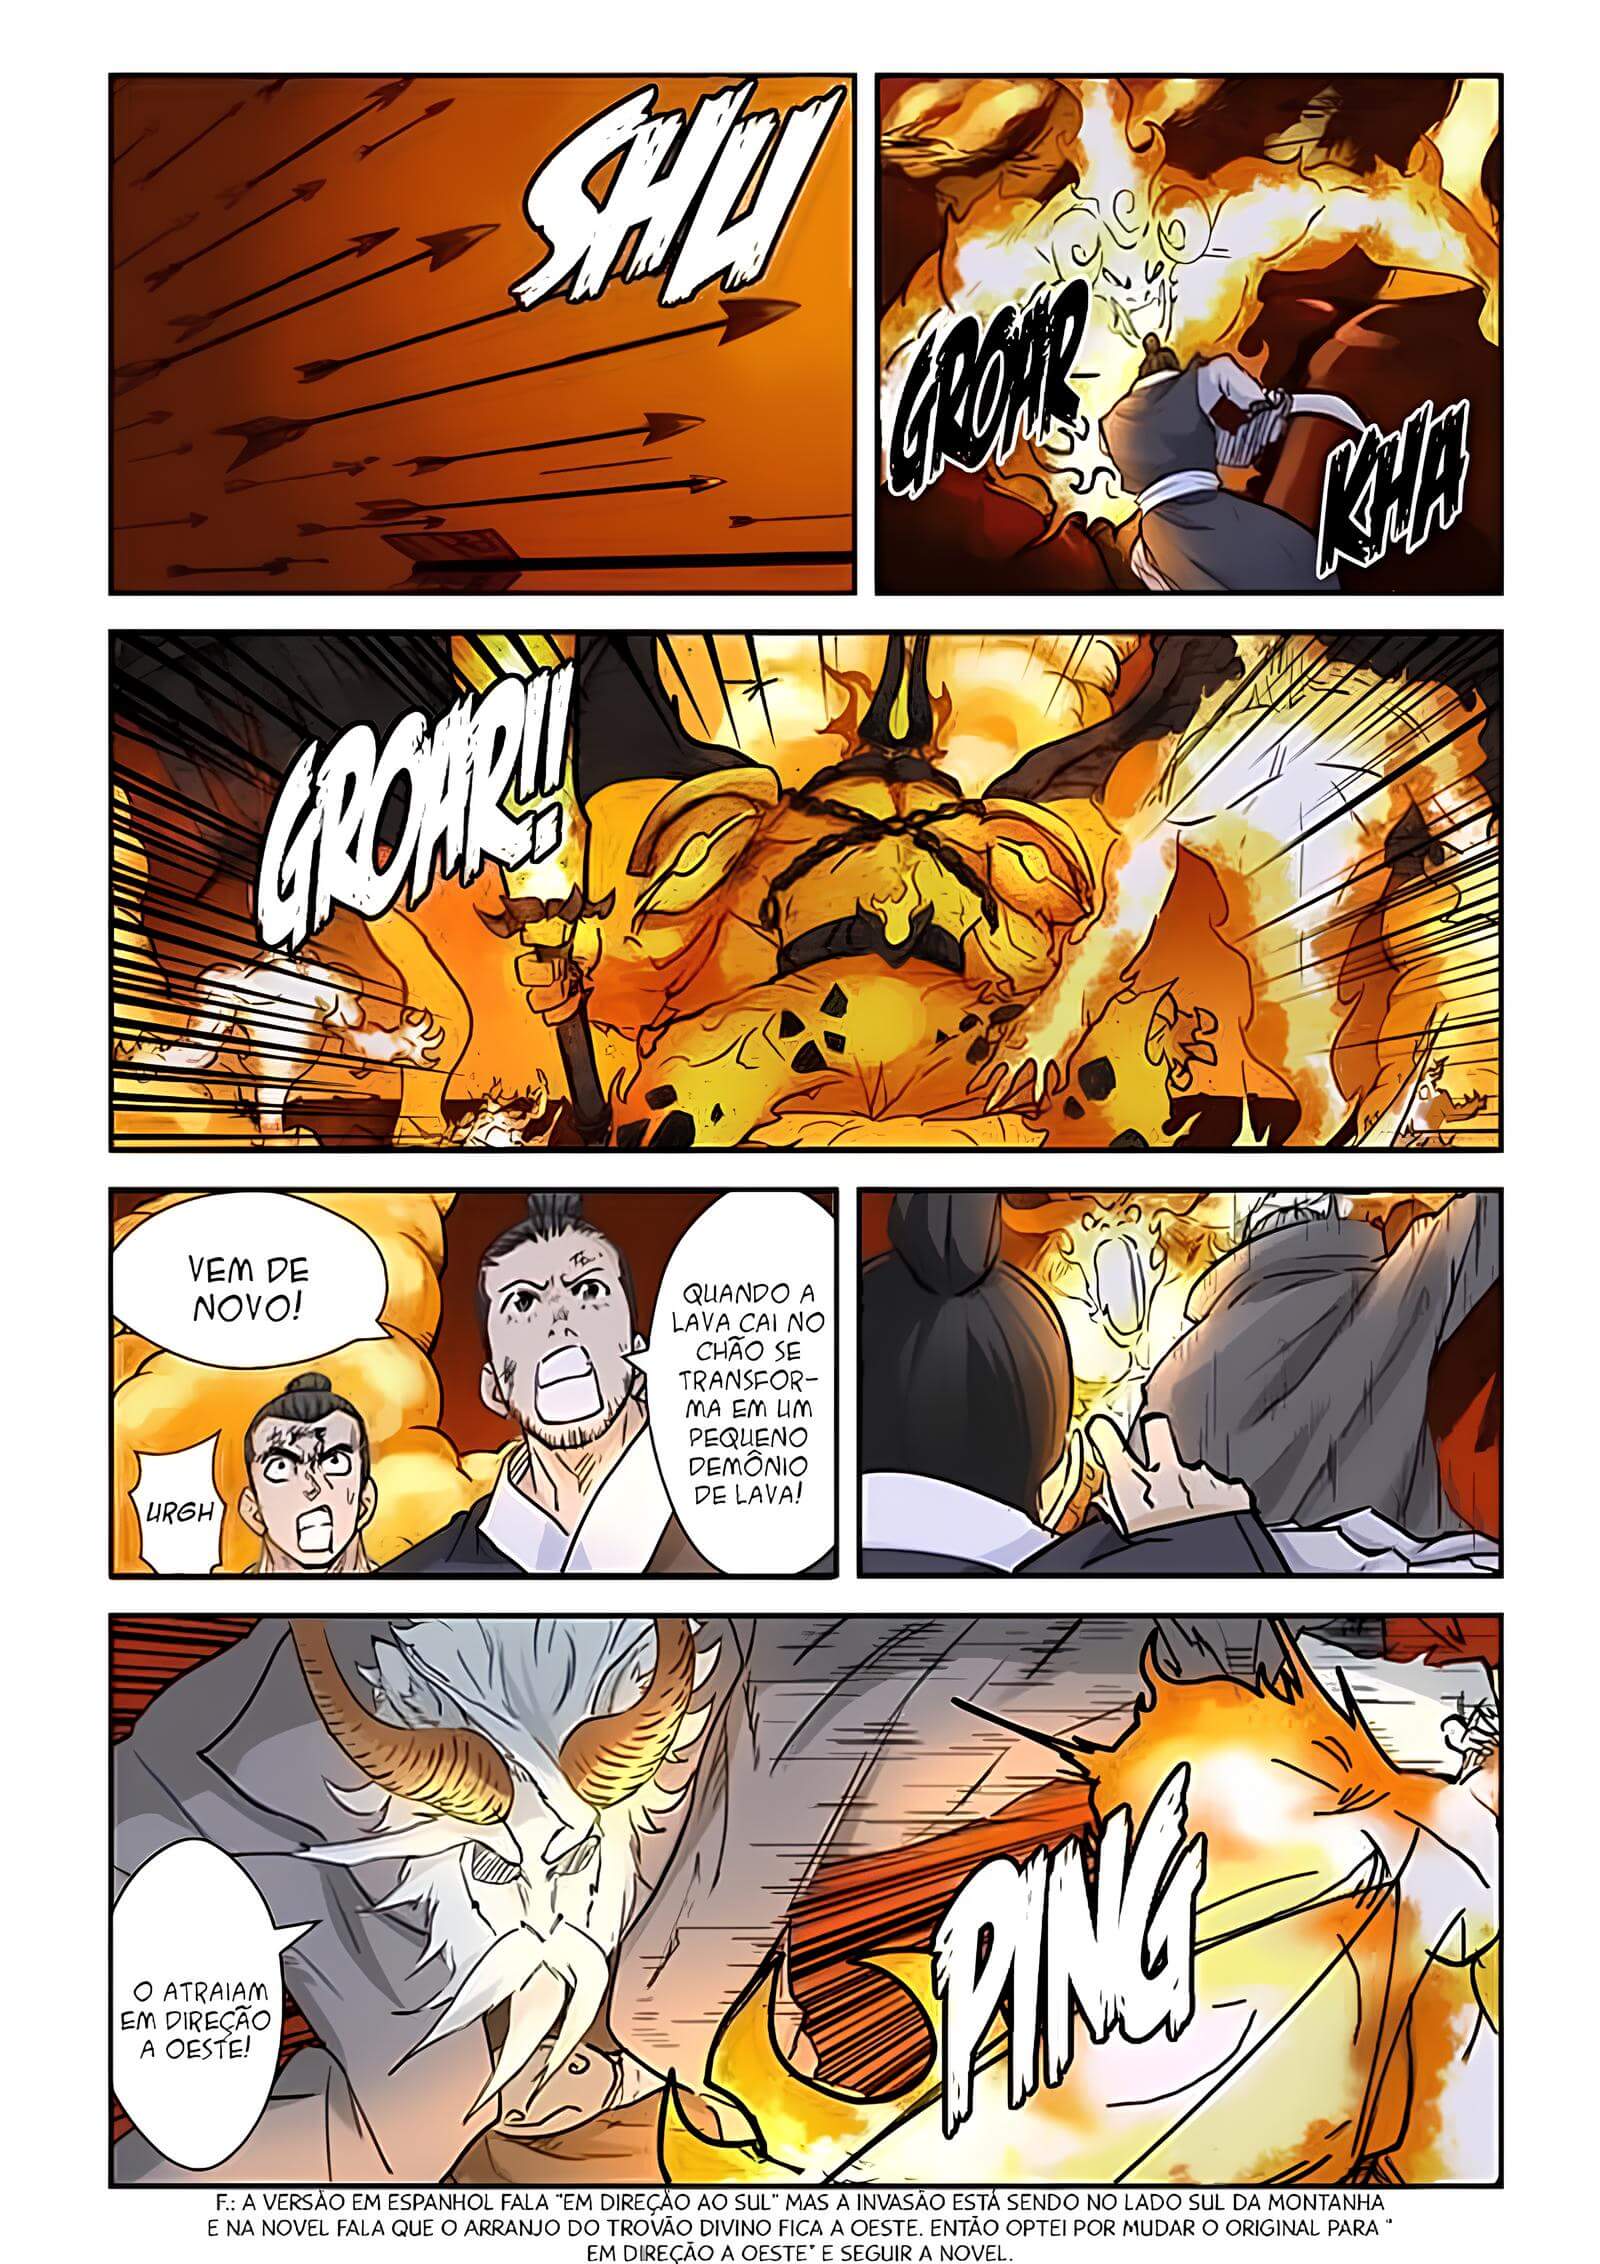 SHU
GROAR
KHA
GROAR!!
VEM DE
NOVO!
QUANDO A
LAVA CAI NO
CHÃO SE
TRANSFOR-
MA EM UM
PEQUENO
DEMÔNIO
DE LAVA!
URGH
O ATRAIAM
EM DIREÇÃO
A OESTE!
PING
F.: A VERSÃO EM ESPANHOL FALA "EM DIREÇÃO AO SUL" MAS A INVASÃO ESTÁ SENDO NO LADO SUL DA MONTANHA
E NA NOVEL FALA QUE O ARRANJO DO TROVÃO DIVINO FICA A OESTE. ENTÃO OPTEI POR MUDAR O ORIGINAL PARA "
EM DIREÇÃO A OESTE" E SEGUIR A NOVEL.